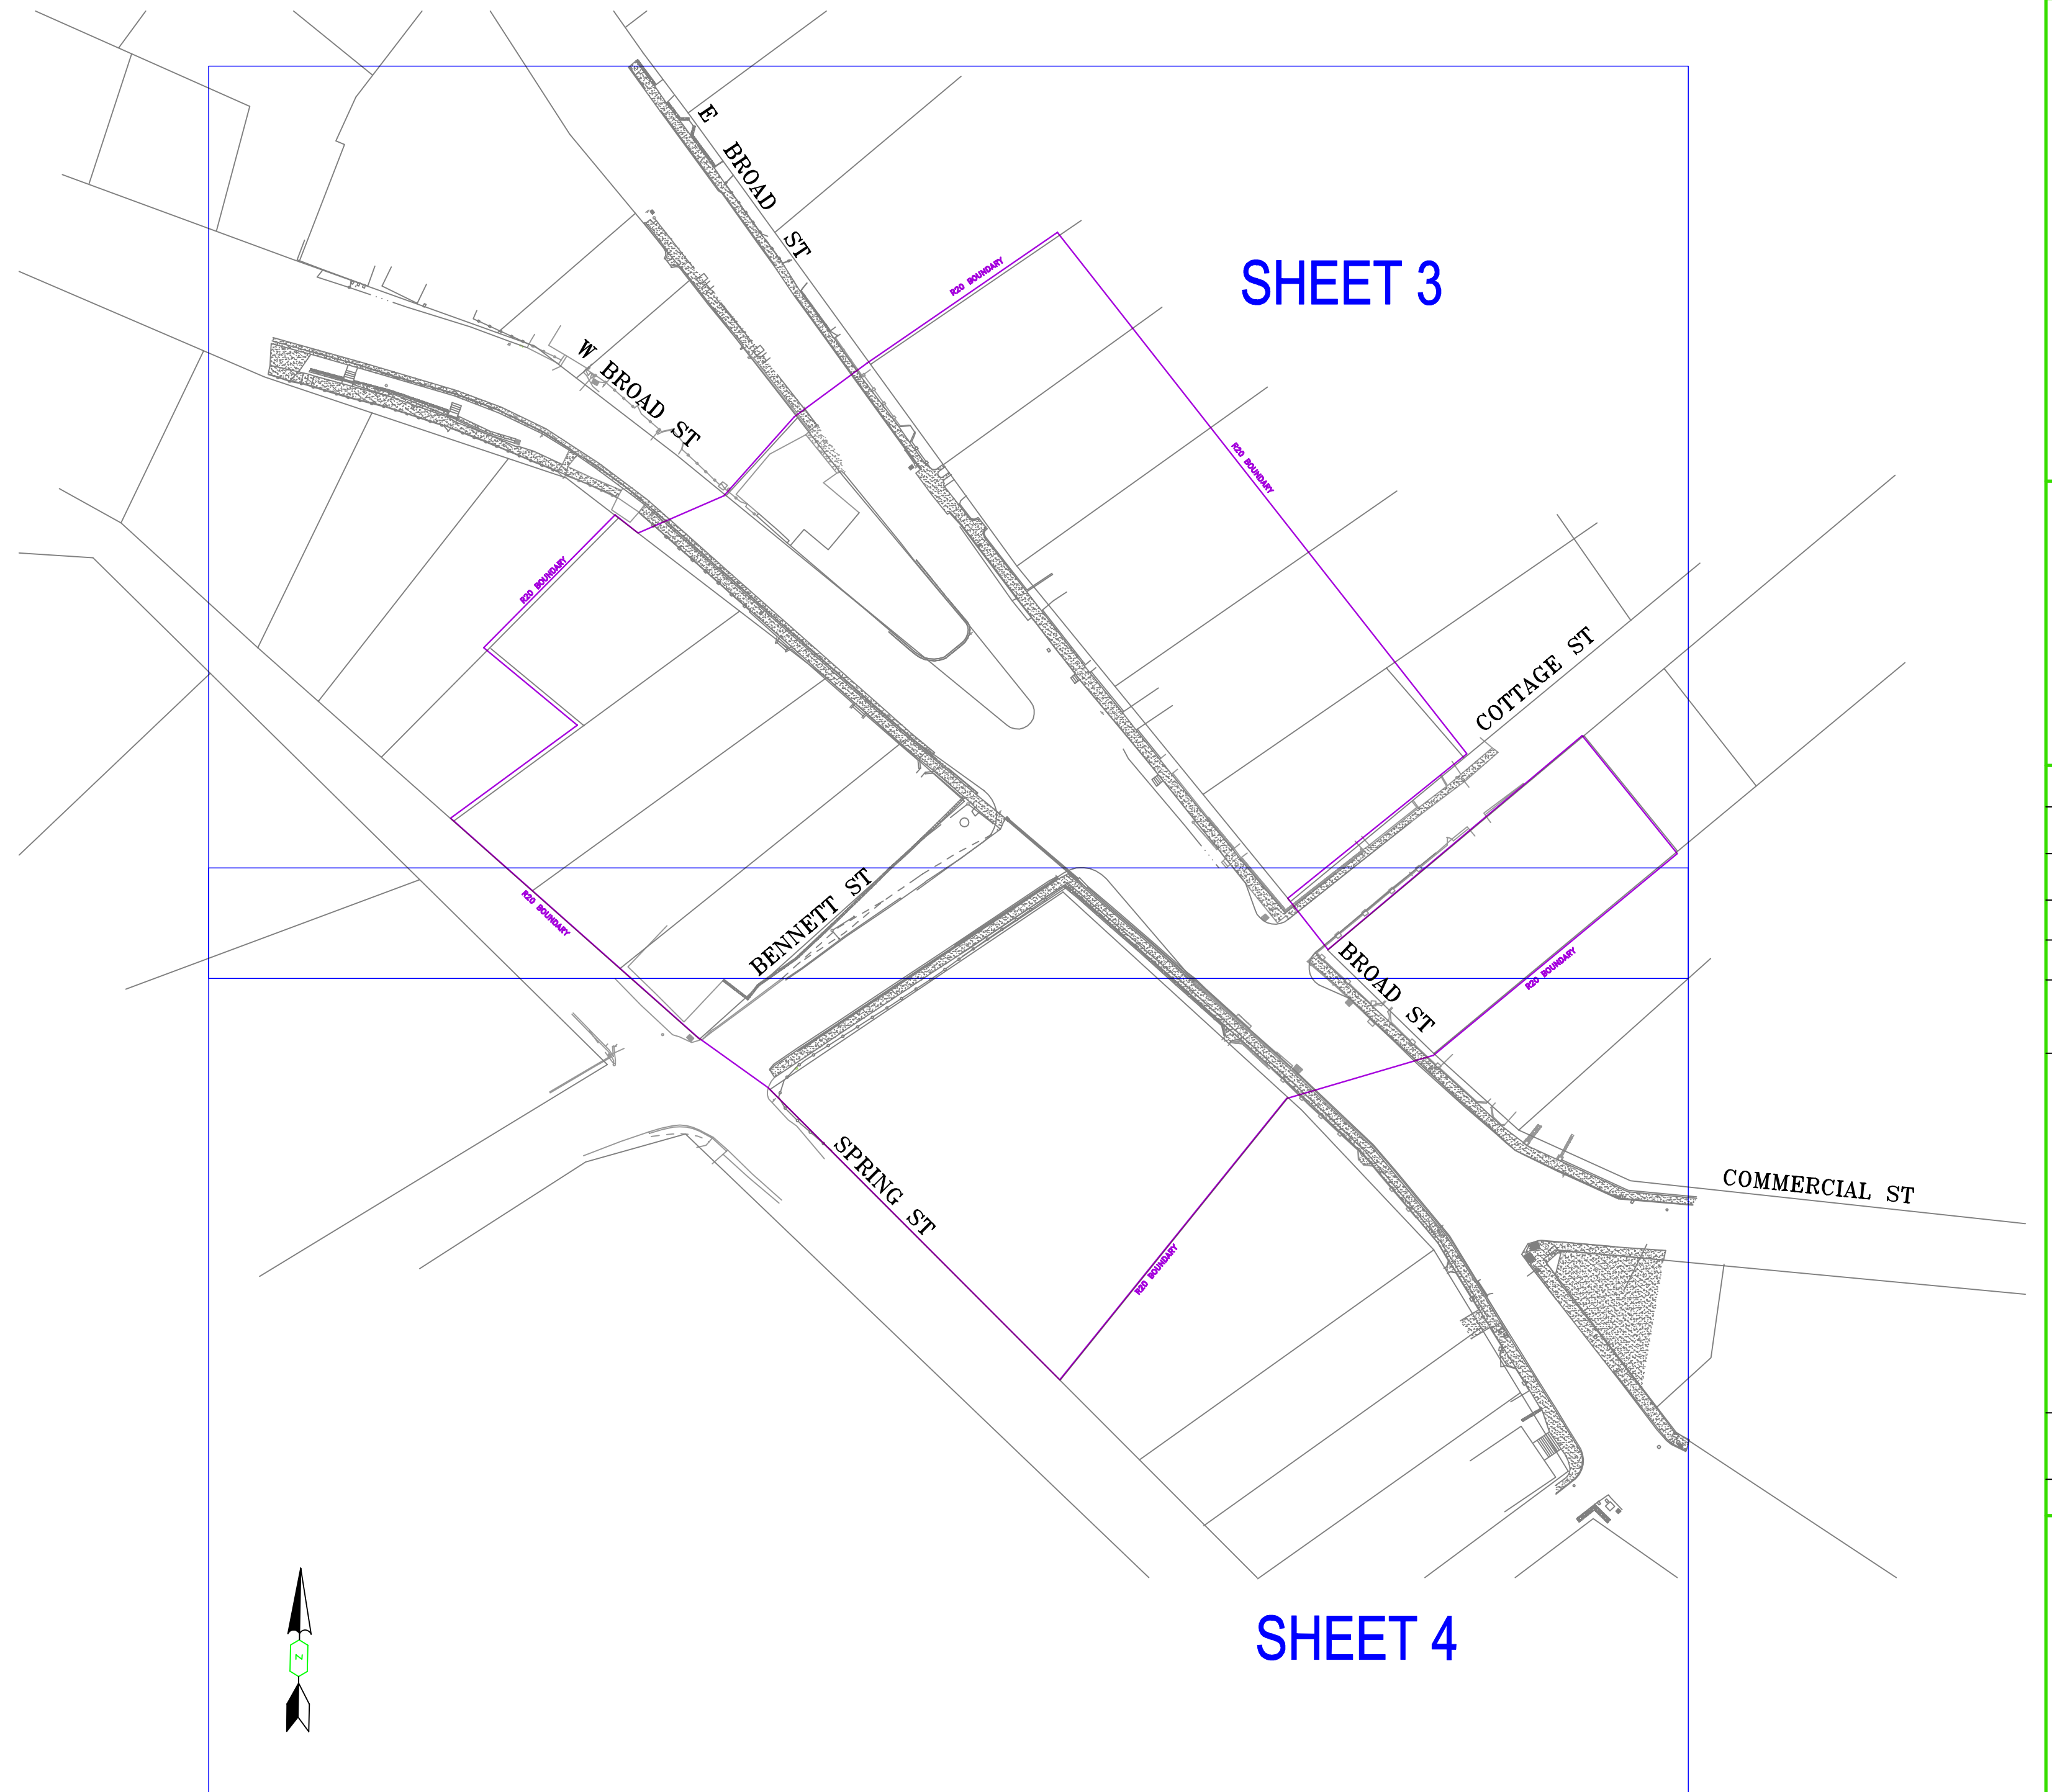 E BROAD ST
R20 BOUNDARY
SHEET 3
W BROAD ST
R20 BOUNDARY
R20 BOUNDARY
COTTAGE ST
R20 BOUNDARY
BENNETT ST
BROAD ST
R20 BOUNDARY
SPRING ST
COMMERCIAL ST
R20 BOUNDARY
SHEET 4
N